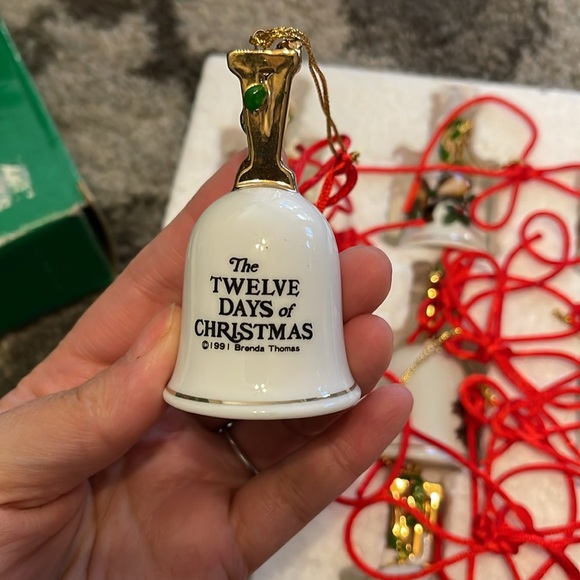 The
TWELVE
DAYS of
CHRISTMAS
©1991 Brenda Thomas